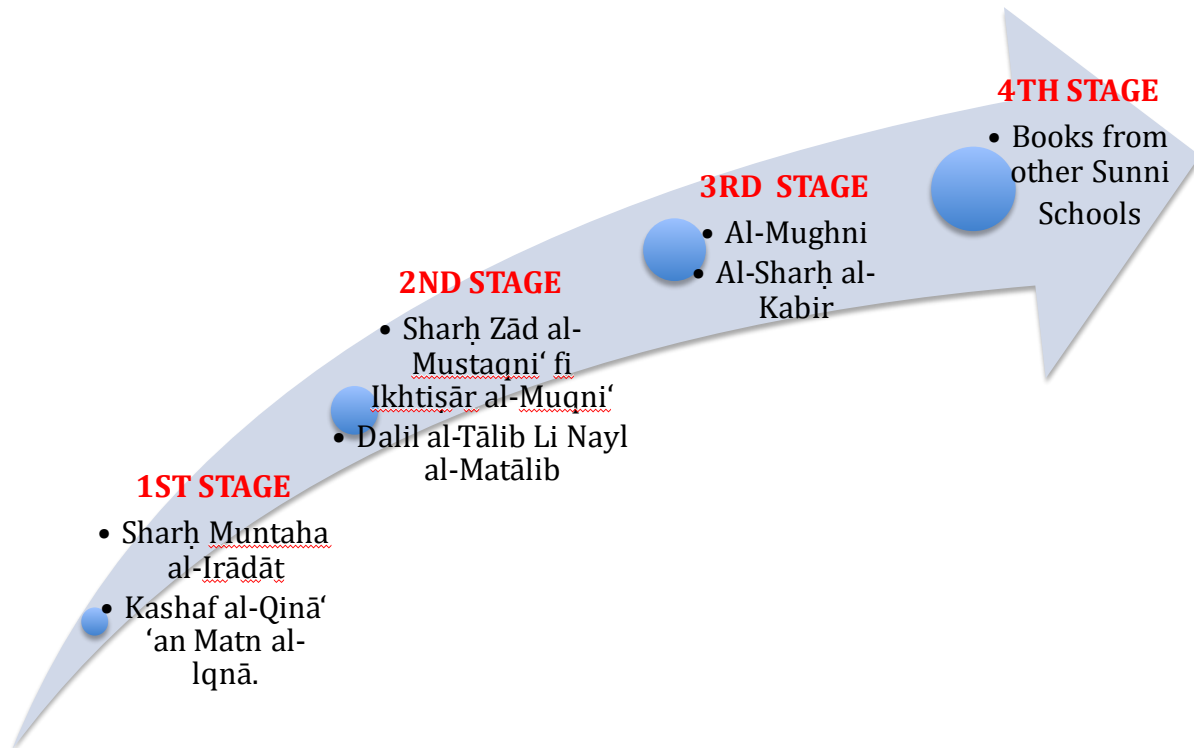 1ST STAGE
• Sharḥ Muntaha
al-Irādāt
• Kashaf al-Qinā‘
‘an Matn al-
Iqnā.
2ND STAGE
• Sharḥ Zād al-
Mustaqni‘ fi
Ikhtiṣār al-Muqni‘
• Dalil al-Tālib Li Nayl
al-Matālib
3RD STAGE
• Al-Mughni
• Al-Sharḥ al-
Kabir
4TH STAGE
• Books from
other Sunni
Schools